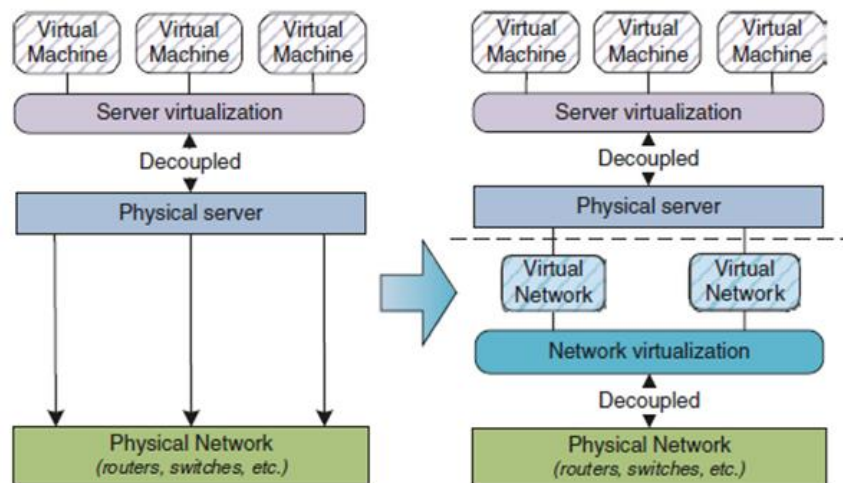 Virtual
Machine
Virtual
Machine
Virtual
Machine
Server virtualization
Decoupled
Physical server
Physical Network
(routers, switches, etc.)
Virtual
Machine
Virtual
Machine
Virtual
Machine
Server virtualization
Decoupled
Physical server
Virtual
Network
Virtual
Network
Network virtualization
Decoupled
Physical Network
(routers, switches, etc.)